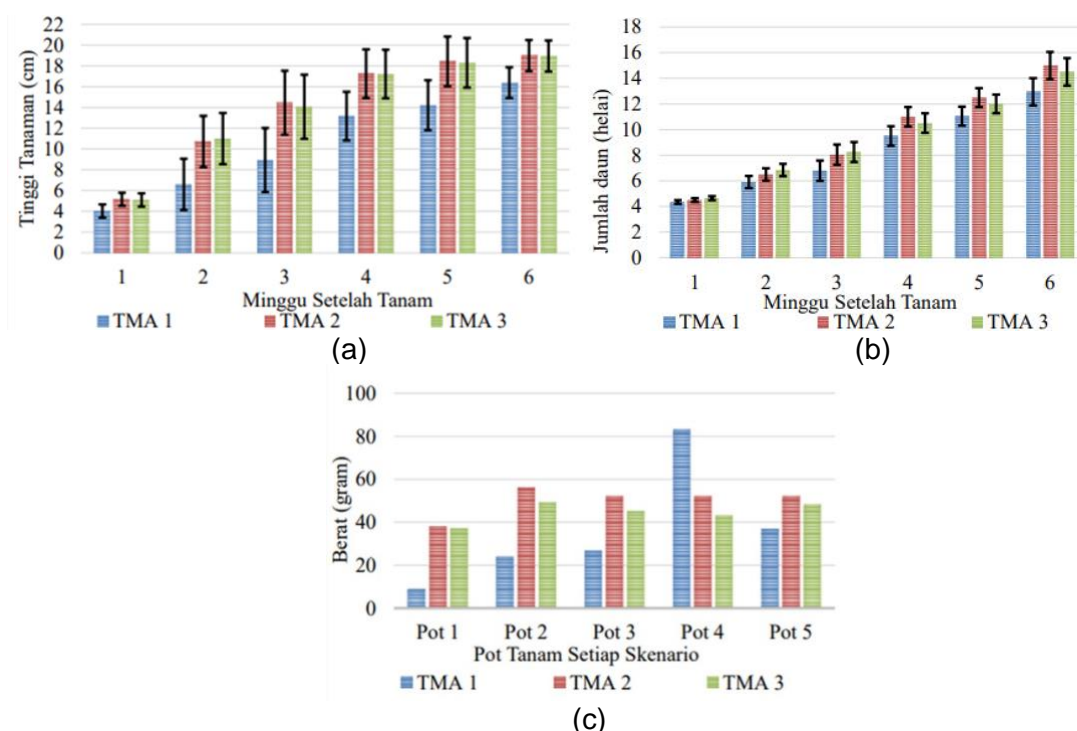 Tinggi Tanaman (cm)
22
20
18
16
14
12
10
8
6
4
2
0
1 2 3 4 5 6
Minggu Setelah Tanam
TMA 1 TMA 2 TMA 3
(a)
Jumlah daun (helai)
18
16
14
12
10
8
6
4
2
0
1 2 3 4 5 6
Minggu Setelah Tanam
TMA 1 TMA 2 TMA 3
(b)
Berat (gram)
100
80
60
40
20
0
Pot 1 Pot 2 Pot 3 Pot 4 Pot 5
Pot Tanam Setiap Skenario
TMA 1 TMA 2 TMA 3
(c)